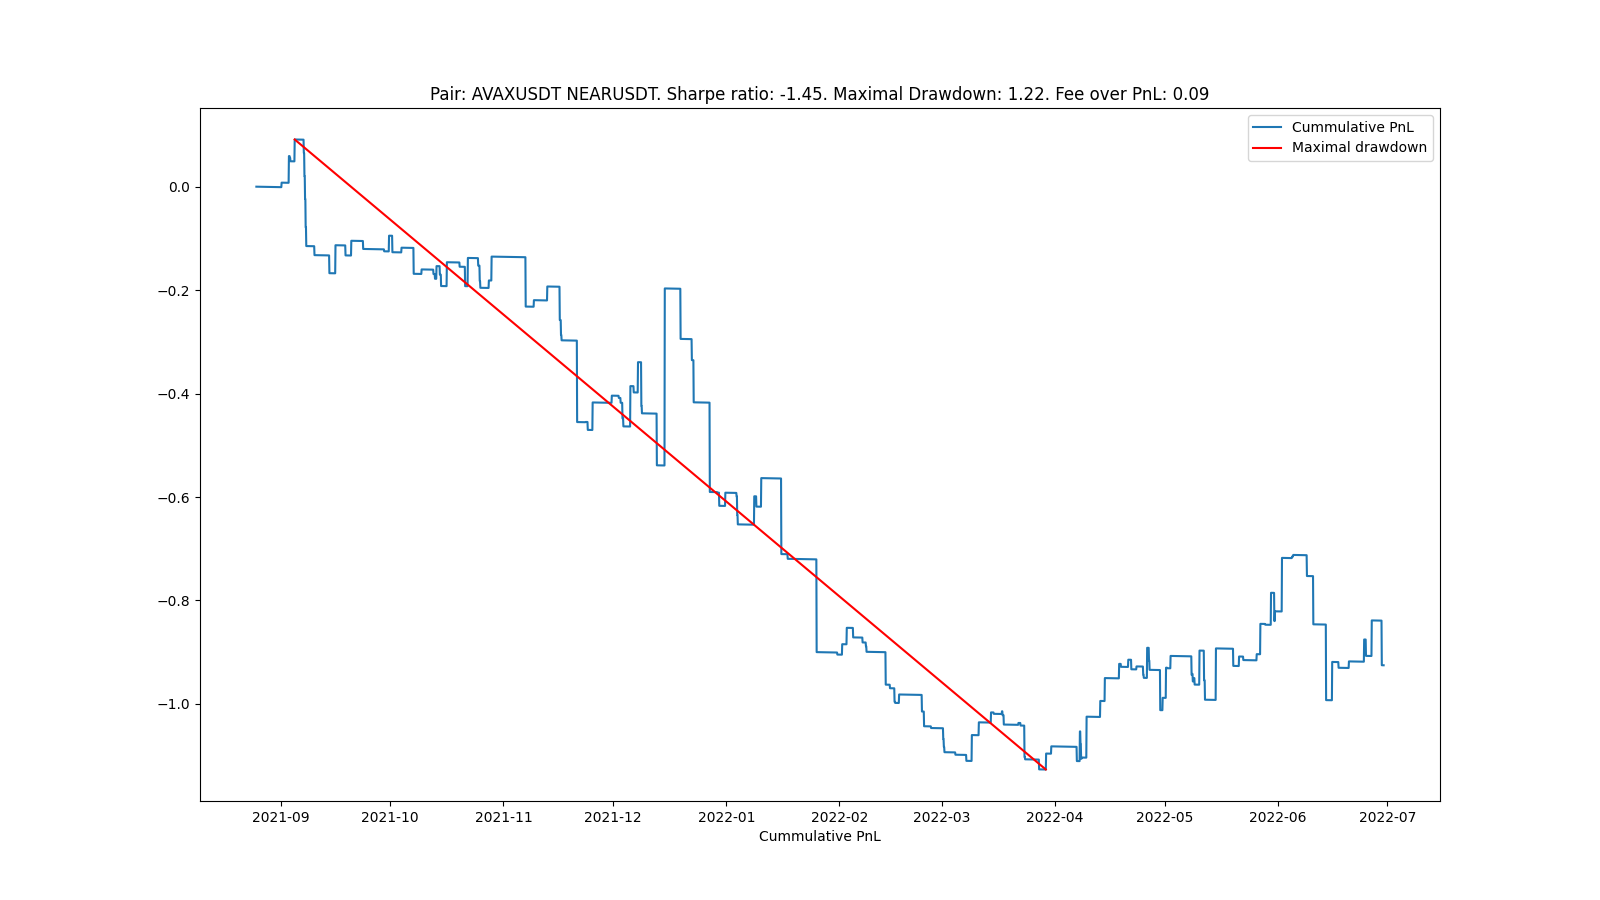 Pair: AVAXUSDT NEARUSDT. Sharpe ratio: -1.45. Maximal Drawdown: 1.22. Fee over PnL: 0.09
Cummulative PnL
Maximal drawdown
0.0
−0.2
−0.4
−0.6
−0.8
−1.0
2021-09 2021-10 2021-11 2021-12 2022-01 2022-02 2022-03 2022-04 2022-05 2022-06 2022-07
Cummulative PnL